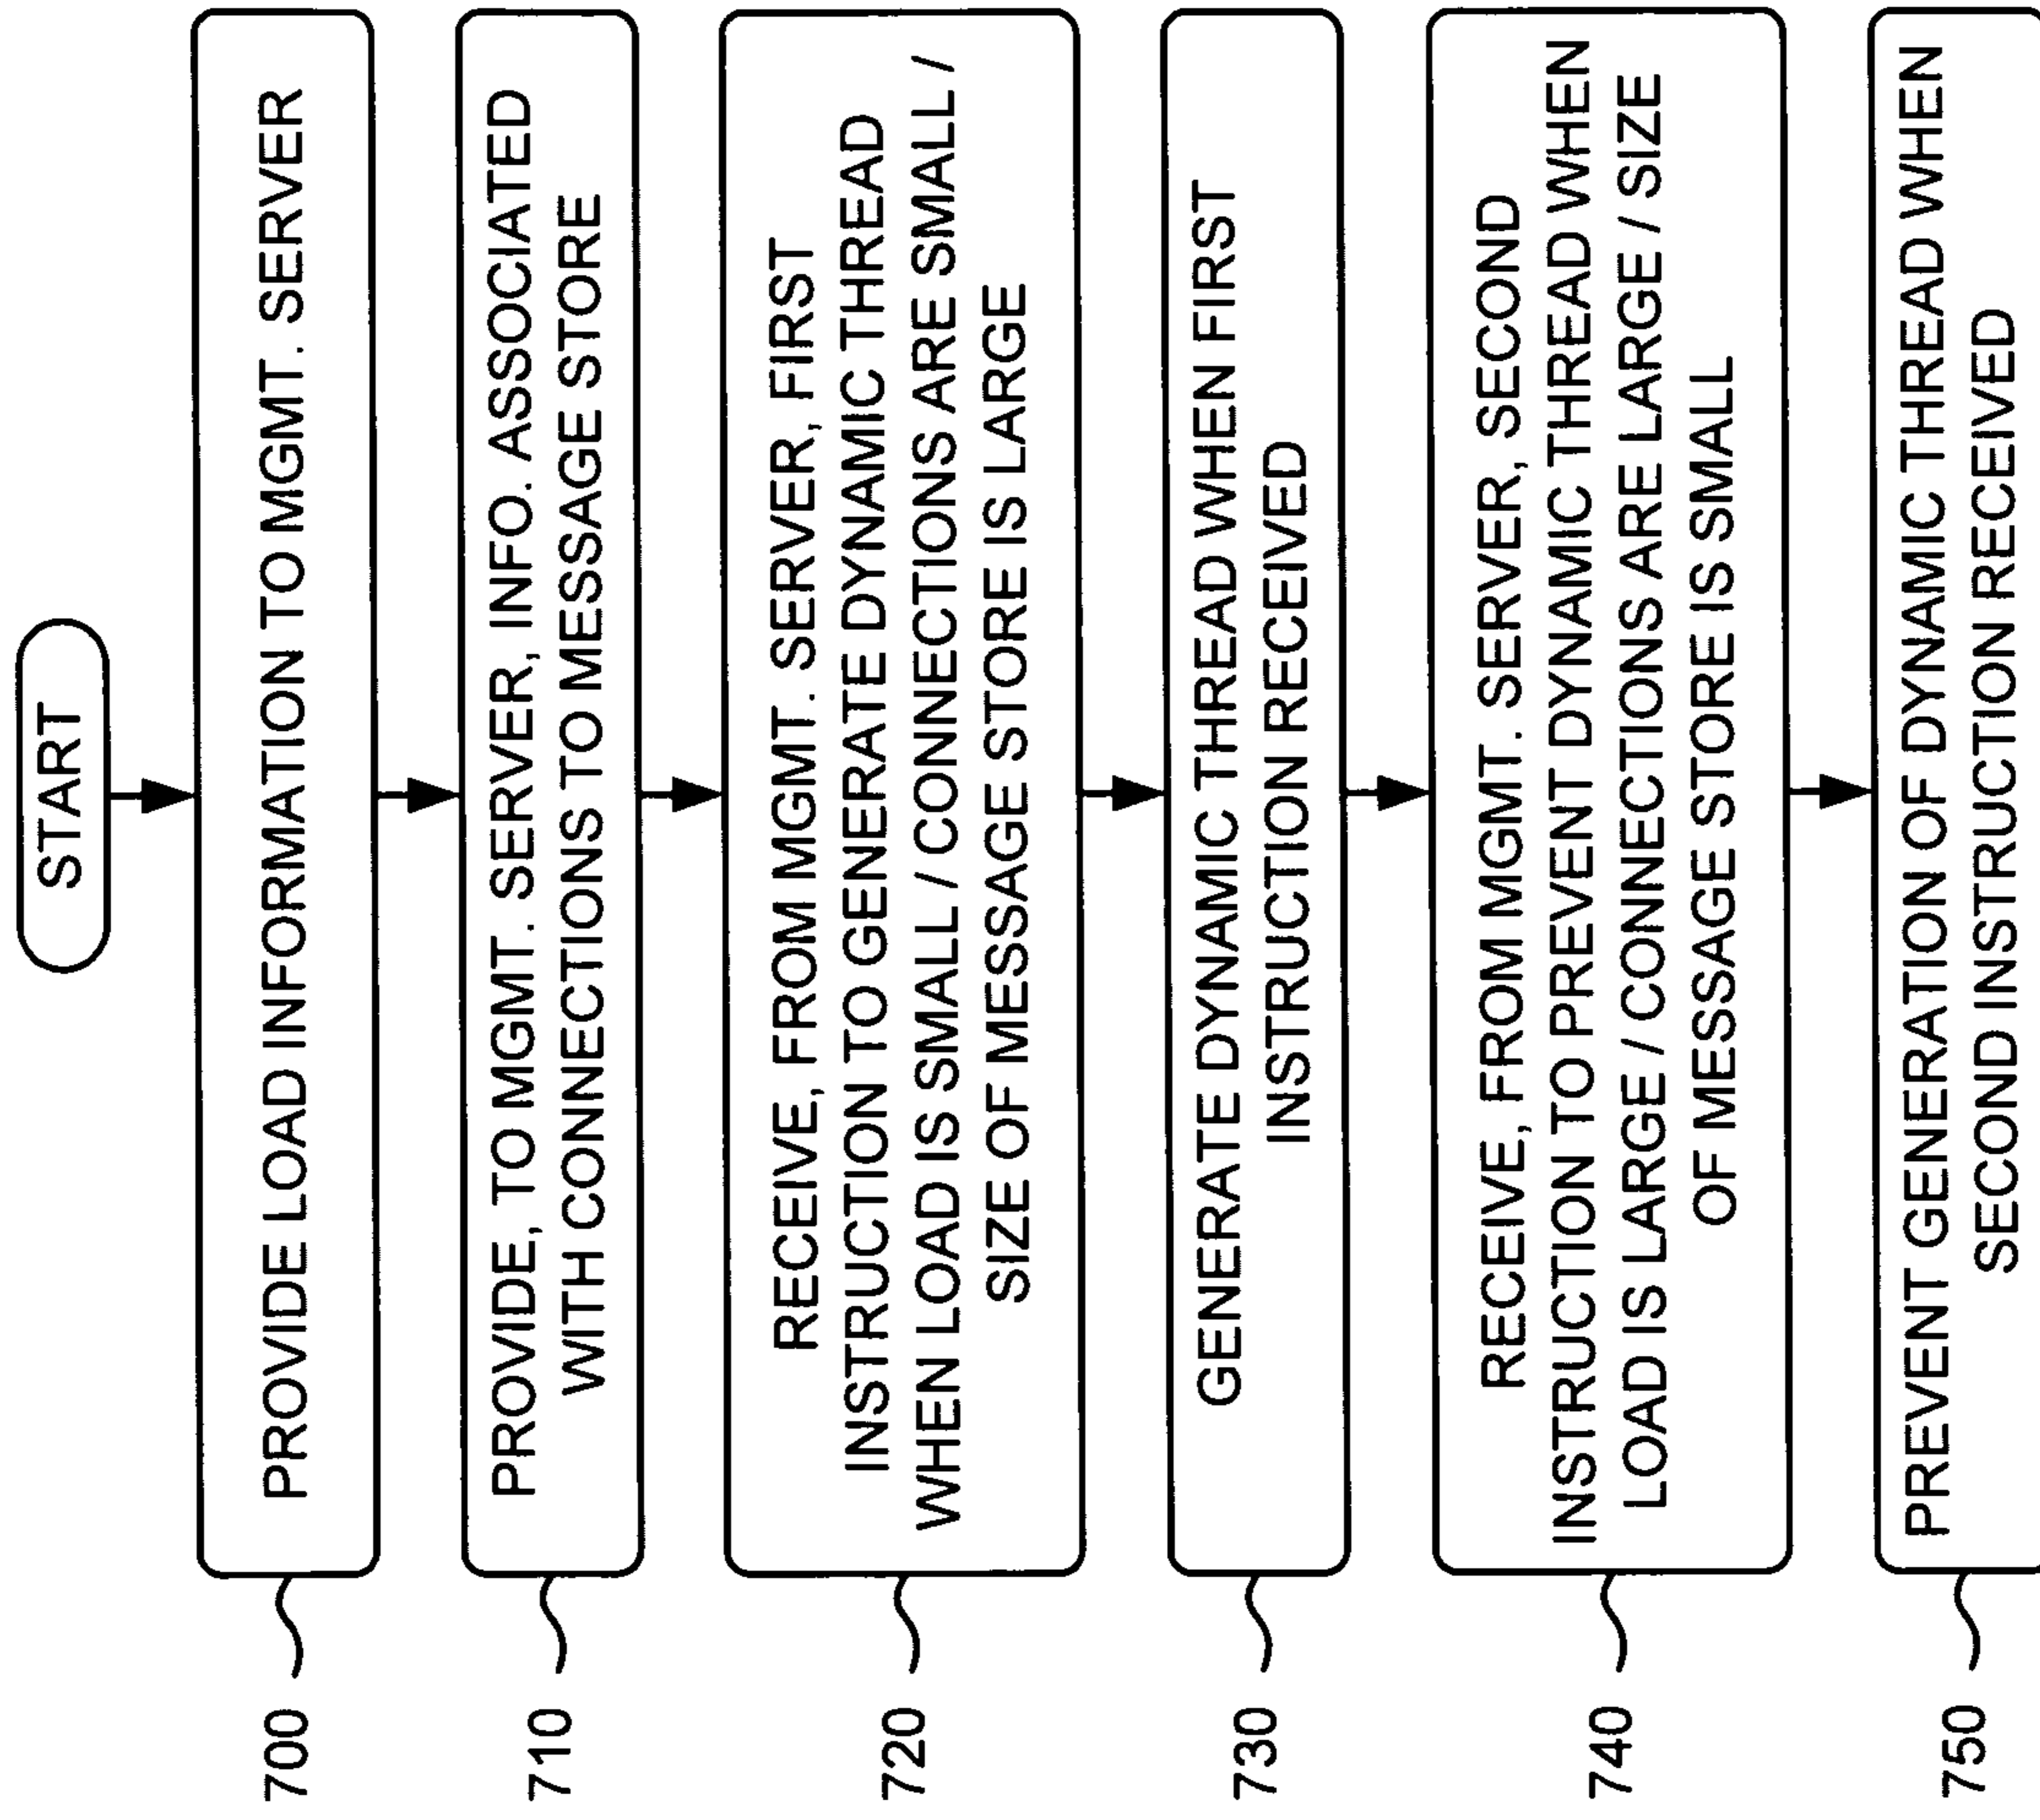 START
700
PROVIDE LOAD INFORMATION TO MGMT. SERVER
710
PROVIDE, TO MGMT. SERVER, INFO. ASSOCIATED
WITH CONNECTIONS TO MESSAGE STORE
720
RECEIVE, FROM MGMT. SERVER, FIRST
INSTRUCTION TO GENERATE DYNAMIC THREAD
WHEN LOAD IS SMALL / CONNECTIONS ARE SMALL /
SIZE OF MESSAGE STORE IS LARGE
730
GENERATE DYNAMIC THREAD WHEN FIRST
INSTRUCTION RECEIVED
740
RECEIVE, FROM MGMT. SERVER, SECOND
INSTRUCTION TO PREVENT DYNAMIC THREAD WHEN
LOAD IS LARGE / CONNECTIONS ARE LARGE / SIZE
OF MESSAGE STORE IS SMALL
750
PREVENT GENERATION OF DYNAMIC THREAD WHEN
SECOND INSTRUCTION RECEIVED